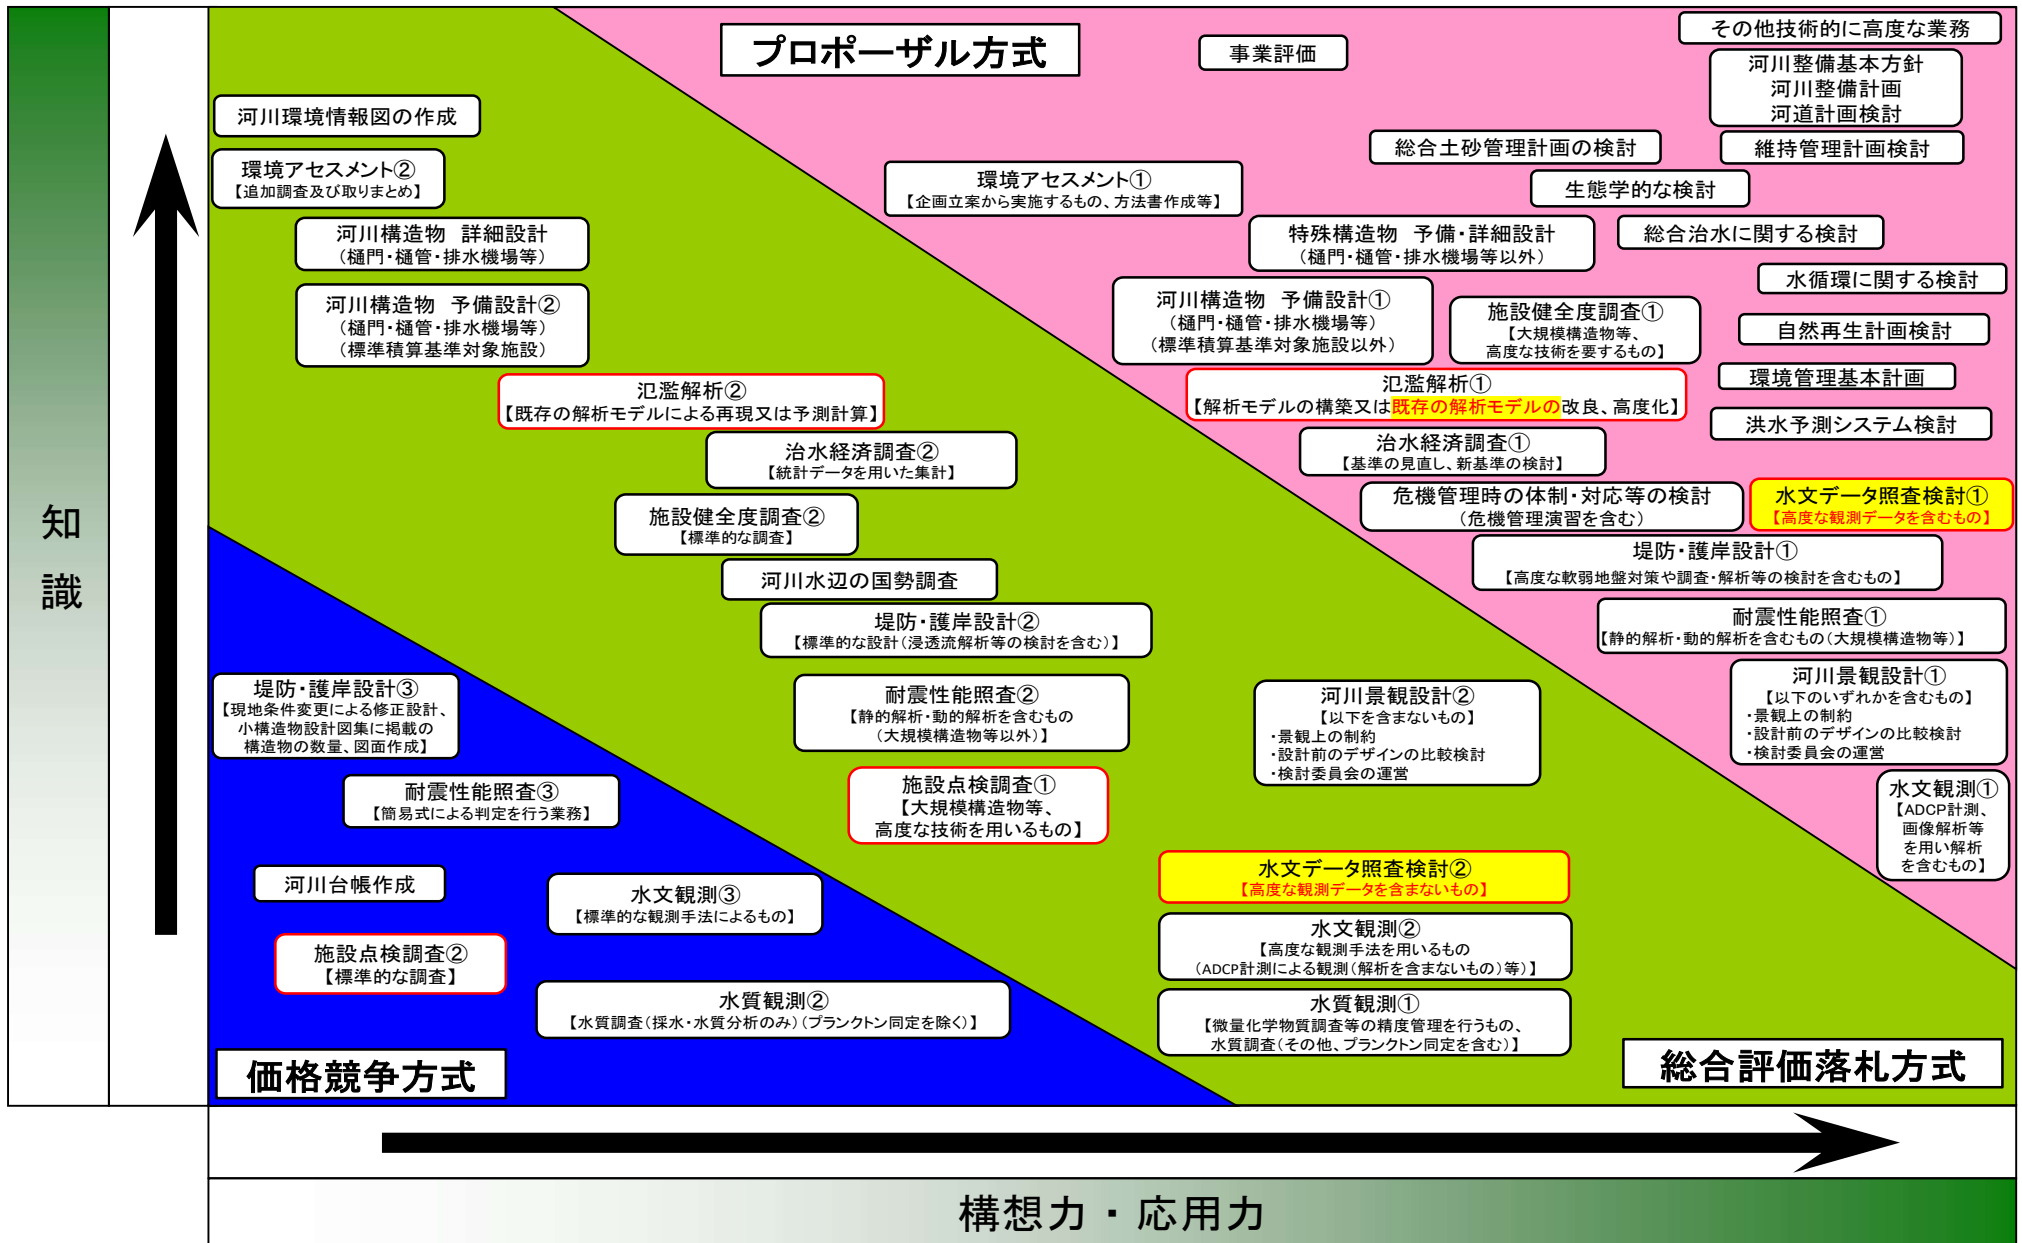 プロポーザル方式
事業評価
その他技術的に高度な業務
河川整備基本方針
河川整備計画
河道計画検討
河川環境情報図の作成
総合土砂管理計画の検討
維持管理計画検討
環境アセスメント②
【追加調査及び取りまとめ】
環境アセスメント①
【企画立案から実施するもの、方法書作成等】
生態学的な検討
河川構造物　詳細設計
(樋門・樋管・排水機場等)
特殊構造物　予備・詳細設計
(樋門・樋管・排水機場等以外)
総合治水に関する検討
水循環に関する検討
河川構造物　予備設計②
(樋門・樋管・排水機場等)
(標準積算基準対象施設)
河川構造物　予備設計①
(樋門・樋管・排水機場等)
(標準積算基準対象施設以外)
施設健全度調査①
【大規模構造物等、
高度な技術を要するもの】
自然再生計画検討
氾濫解析②
【既存の解析モデルによる再現又は予測計算】
氾濫解析①
【解析モデルの構築又は既存の解析モデルの改良、高度化】
環境管理基本計画
治水経済調査②
【統計データを用いた集計】
治水経済調査①
【基準の見直し、新基準の検討】
洪水予測システム検討
施設健全度調査②
【標準的な調査】
危機管理時の体制・対応等の検討
(危機管理演習を含む)
水文データ照査検討①
【高度な観測データを含むもの】
知
識
河川水辺の国勢調査
堤防・護岸設計①
【高度な軟弱地盤対策や調査・解析等の検討を含むもの】
堤防・護岸設計②
【標準的な設計(浸透流解析等の検討を含む)】
耐震性能照査①
【静的解析・動的解析を含むもの(大規模構造物等)】
堤防・護岸設計③
【現地条件変更による修正設計、
小構造物設計図集に掲載の
構造物の数量、図面作成】
耐震性能照査②
【静的解析・動的解析を含むもの
(大規模構造物等以外)】
河川景観設計②
【以下を含まないもの】
・景観上の制約
・設計前のデザインの比較検討
・検討委員会の運営
河川景観設計①
【以下のいずれかを含むもの】
・景観上の制約
・設計前のデザインの比較検討
・検討委員会の運営
耐震性能照査③
【簡易式による判定を行う業務】
施設点検調査①
【大規模構造物等、
高度な技術を用いるもの】
水文観測①
【ADCP計測、
画像解析等
を用い解析
を含むもの】
河川台帳作成
水文観測③
【標準的な観測手法によるもの】
水文データ照査検討②
【高度な観測データを含まないもの】
施設点検調査②
【標準的な調査】
水文観測②
【高度な観測手法を用いるもの
(ADCP計測による観測(解析を含まないもの)等)】
水質観測②
【水質調査(採水・水質分析のみ)(プランクトン同定を除く)】
水質観測①
【微量化学物質調査等の精度管理を行うもの、
水質調査(その他、プランクトン同定を含む)】
価格競争方式
総合評価落札方式
構想力・応用力